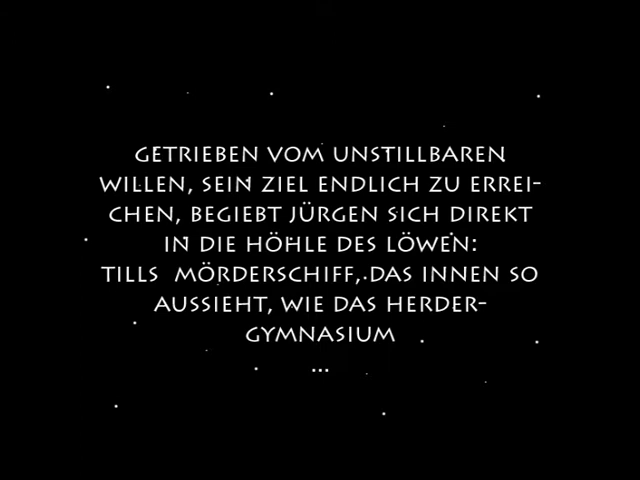 GETRIEBEN VOM UNSTILLBAREN
WILLEN, SEIN ZIEL ENDLICH ZU ERREI-
CHEN, BEGIEBT JÜRGEN SICH DIREKT
IN DIE HÖHLE DES LÖWEN:
TILLS MÖRDERSCHIFF, DAS INNEN SO
AUSSIEHT, WIE DAS HERDER-
GYMNASIUM
...